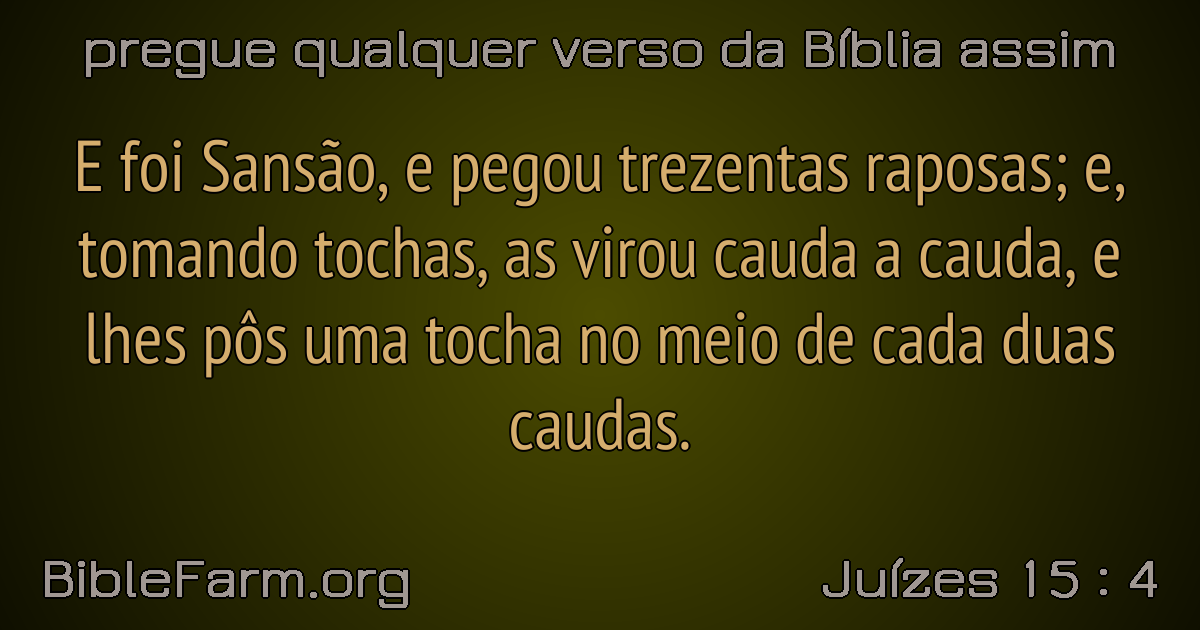 pregue qualquer verso da Bíblia assim
E foi Sansão, e pegou trezentas raposas; e,
tomando tochas, as virou cauda a cauda, e
lhes pôs uma tocha no meio de cada duas
caudas.
BibleFarm.org
Juízes 15 : 4